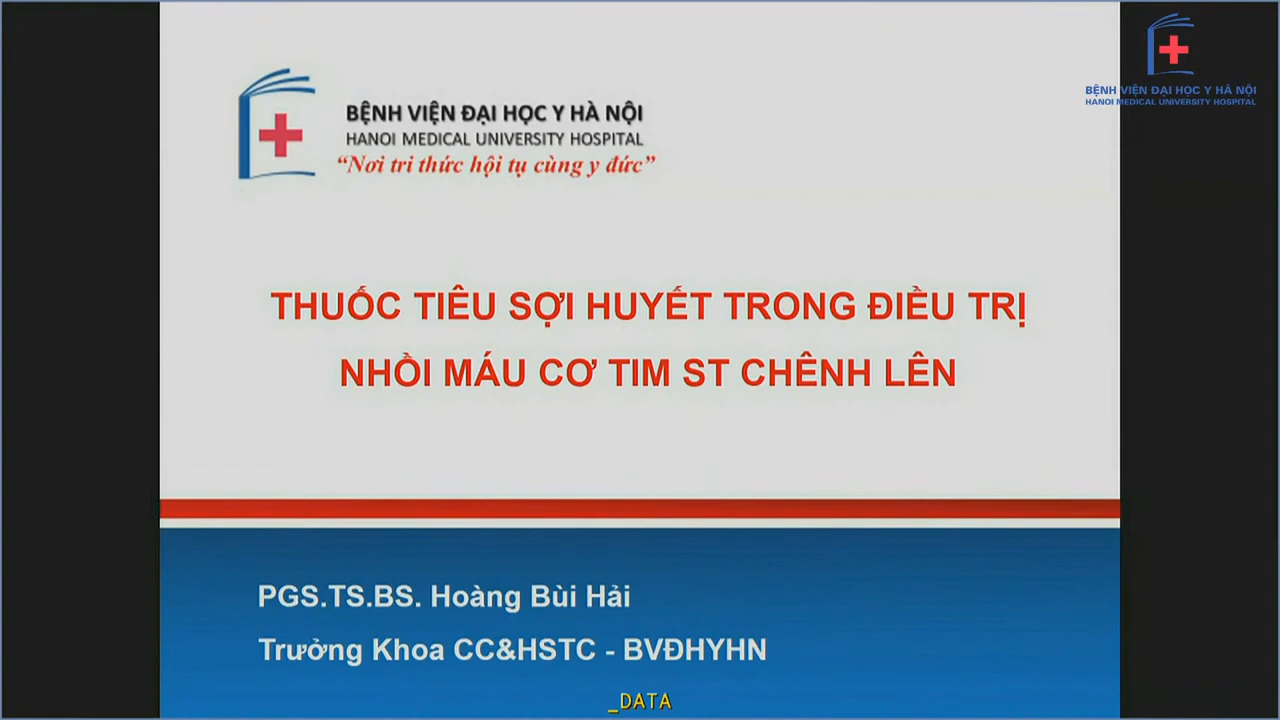 BỆNH VIỆN ĐẠI HỌC Y HÀ NỘI
HANOI MEDICAL UNIVERSITY HOSPITAL
BỆNH VIỆN ĐẠI HỌC Y HÀ NỘI
HANOI MEDICAL UNIVERSITY HOSPITAL
“Nơi tri thức hội tụ cùng y đức”
THUỐC TIÊU SỢI HUYẾT TRONG ĐIỀU TRỊ
NHỒI MÁU CƠ TIM ST CHÊNH LÊN
PGS.TS.BS. Hoàng Bùi Hải
Trưởng Khoa CC&HSTC - BVĐHYHN
_DATA